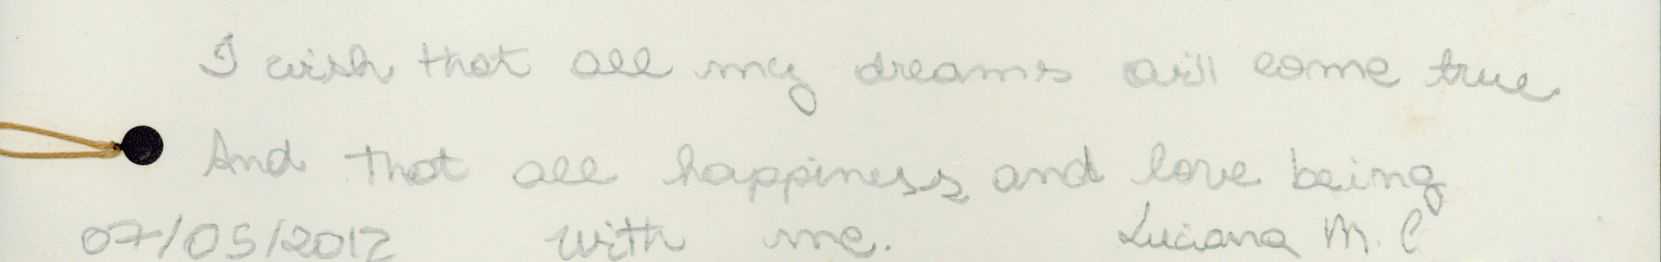 I wish that all my dreams will come true
And that all happiness and love being
07/05/2012 with me. Luciana M. C